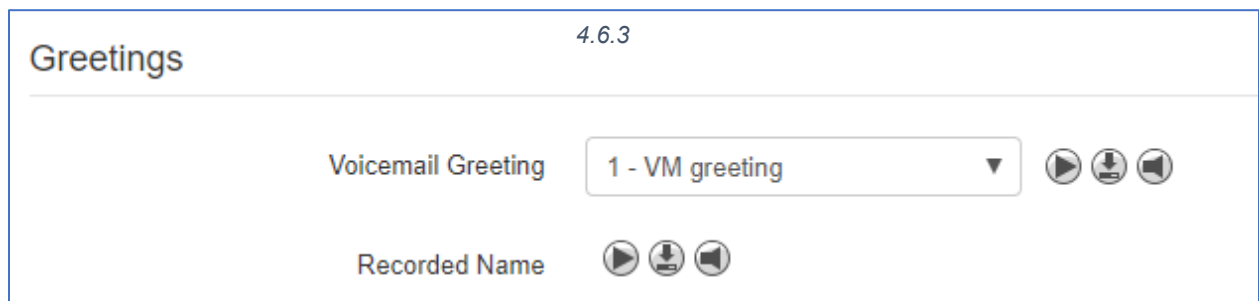 4.6.3
Greetings
Voicemail Greeting
1 - VM greeting
Recorded Name